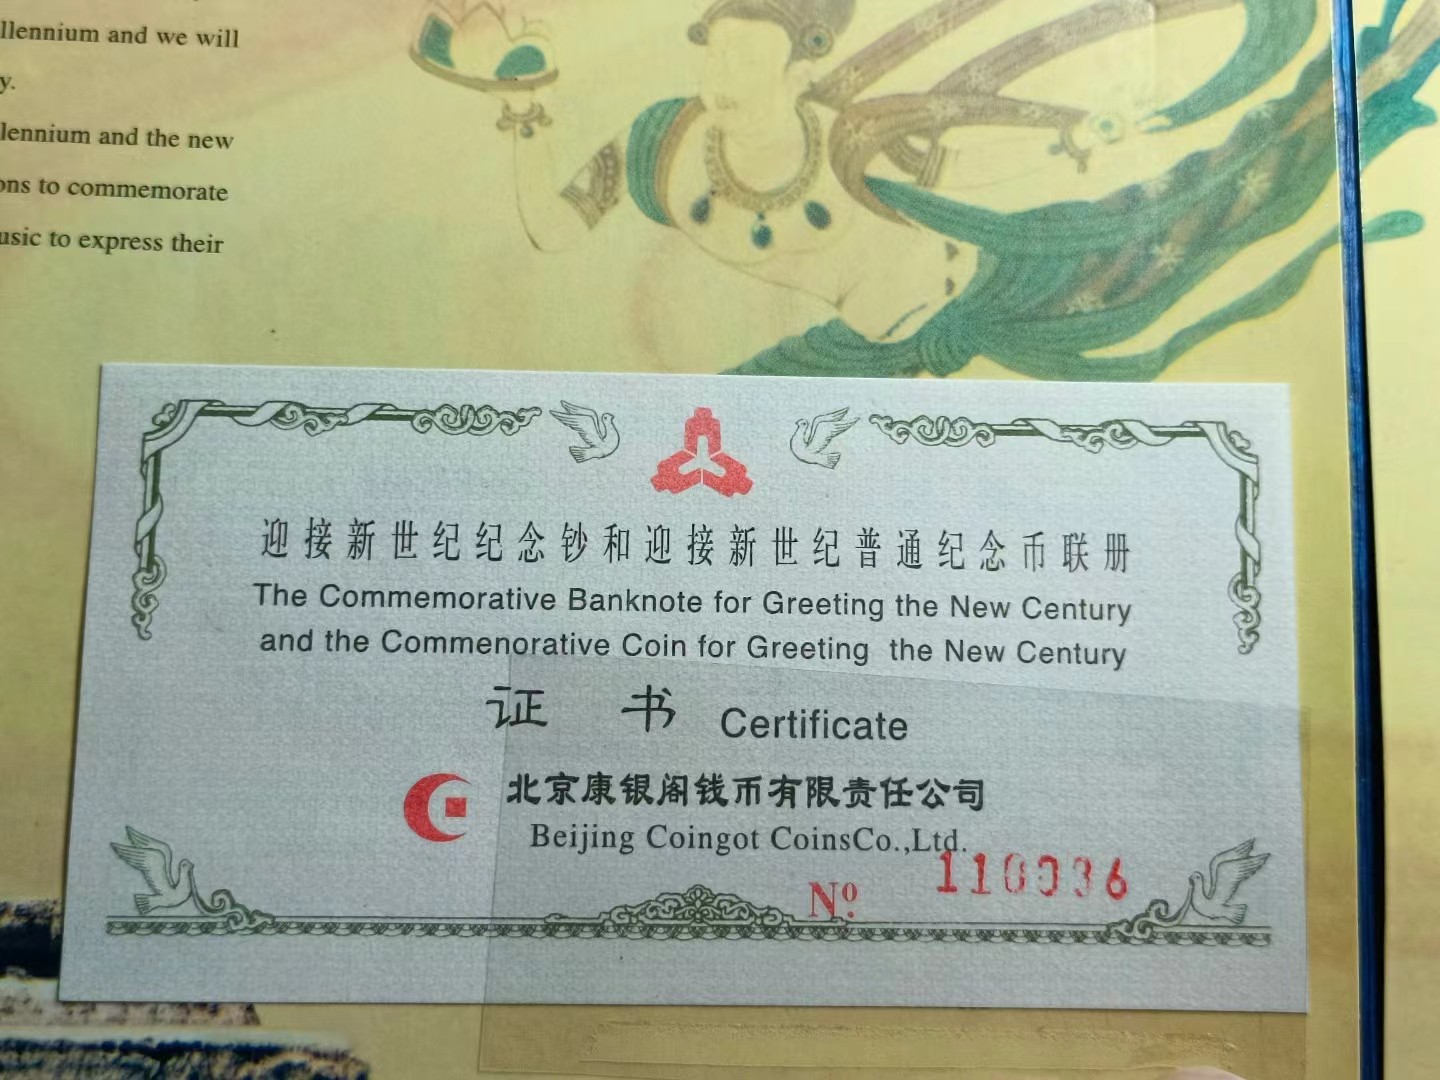 llennium and we will
y.
lennium and the new
ons to commemorate
usic to express their
迎接新世纪纪念钞和迎接新世纪普通纪念币联册
The Commemorative Banknote for Greeting the New Century
and the Commenorative Coin for Greeting the New Century
证 书 Certificate
北京康银阁钱币有限责任公司
Beijing Coingot CoinsCo.,Ltd.
Nº. 110036